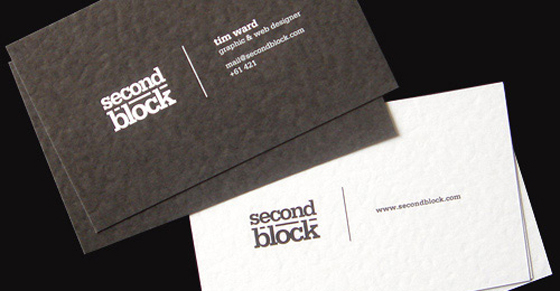 second
block
tim ward
graphic & web designer
mail@secondblock.com
+61 421
second
block
www.secondblock.com